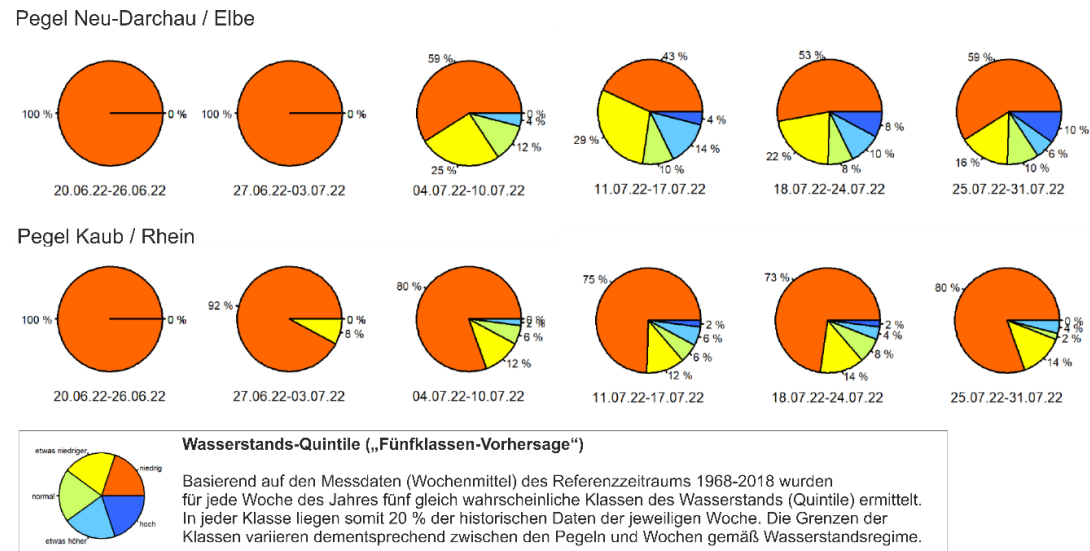 Pegel Neu-Darchau / Elbe
100 % 0 %
100 % 0 %
59 % 0 % 4 % 12 % 25 %
43 % 4 % 14 % 10 % 29 %
53 % 8 % 10 % 8 % 22 %
59 % 10 % 6 % 10 % 16 %
20.06.22-26.06.22 27.06.22-03.07.22 04.07.22-10.07.22 11.07.22-17.07.22 18.07.22-24.07.22 25.07.22-31.07.22
Pegel Kaub / Rhein
100 % 0 %
92 % 0 % 8 %
80 % 2 % 6 % 12 %
75 % 2 % 6 % 6 % 12 %
73 % 2 % 4 % 8 % 14 %
80 % 0 % 4 % 2 % 14 %
20.06.22-26.06.22 27.06.22-03.07.22 04.07.22-10.07.22 11.07.22-17.07.22 18.07.22-24.07.22 25.07.22-31.07.22
etwas niedriger
niedrig
normal
hoch
etwas höher
Wasserstands-Quintile („Fünfklassen-Vorhersage“)
Basierend auf den Messdaten (Wochenmittel) des Referenzzeitraums 1968-2018 wurden
für jede Woche des Jahres fünf gleich wahrscheinliche Klassen des Wasserstands (Quintile) ermittelt.
In jeder Klasse liegen somit 20 % der historischen Daten der jeweiligen Woche. Die Grenzen der
Klassen variieren dementsprechend zwischen den Pegeln und Wochen gemäß Wasserstandsregime.